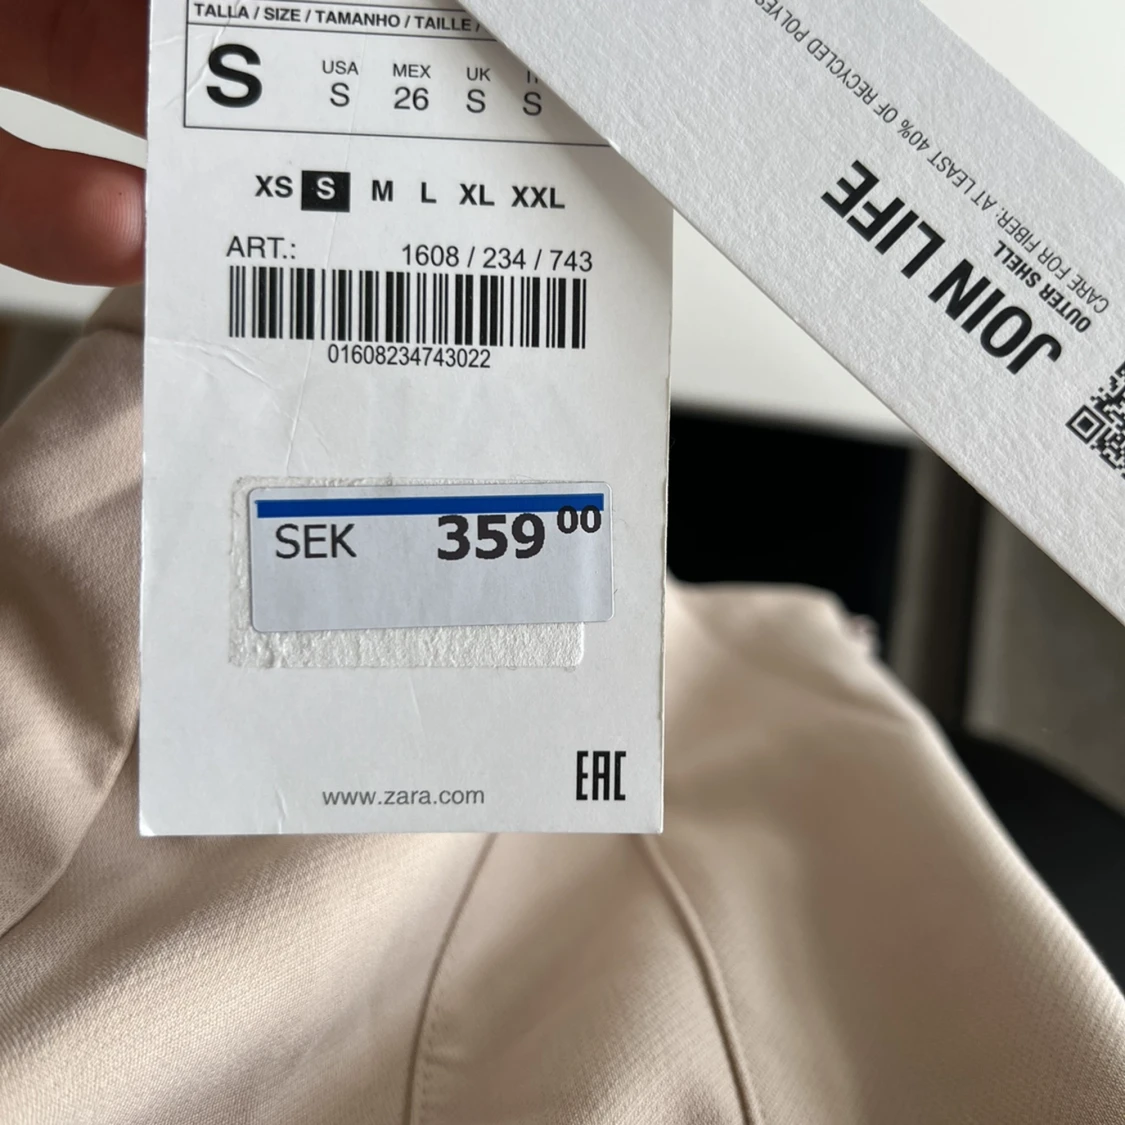 TALLA / SIZE / TAMANHO / TAILLE /
S
USA MEX UK
S 26 S S
XS S M L XL XXL
ART.: 1608 / 234 / 743
01608234743022
SEK 359 00
www.zara.com
EAC
JOIN LIFE
OUTER SHELL
CARE FOR FIBER: AT LEAST 40% OF RECYCLED